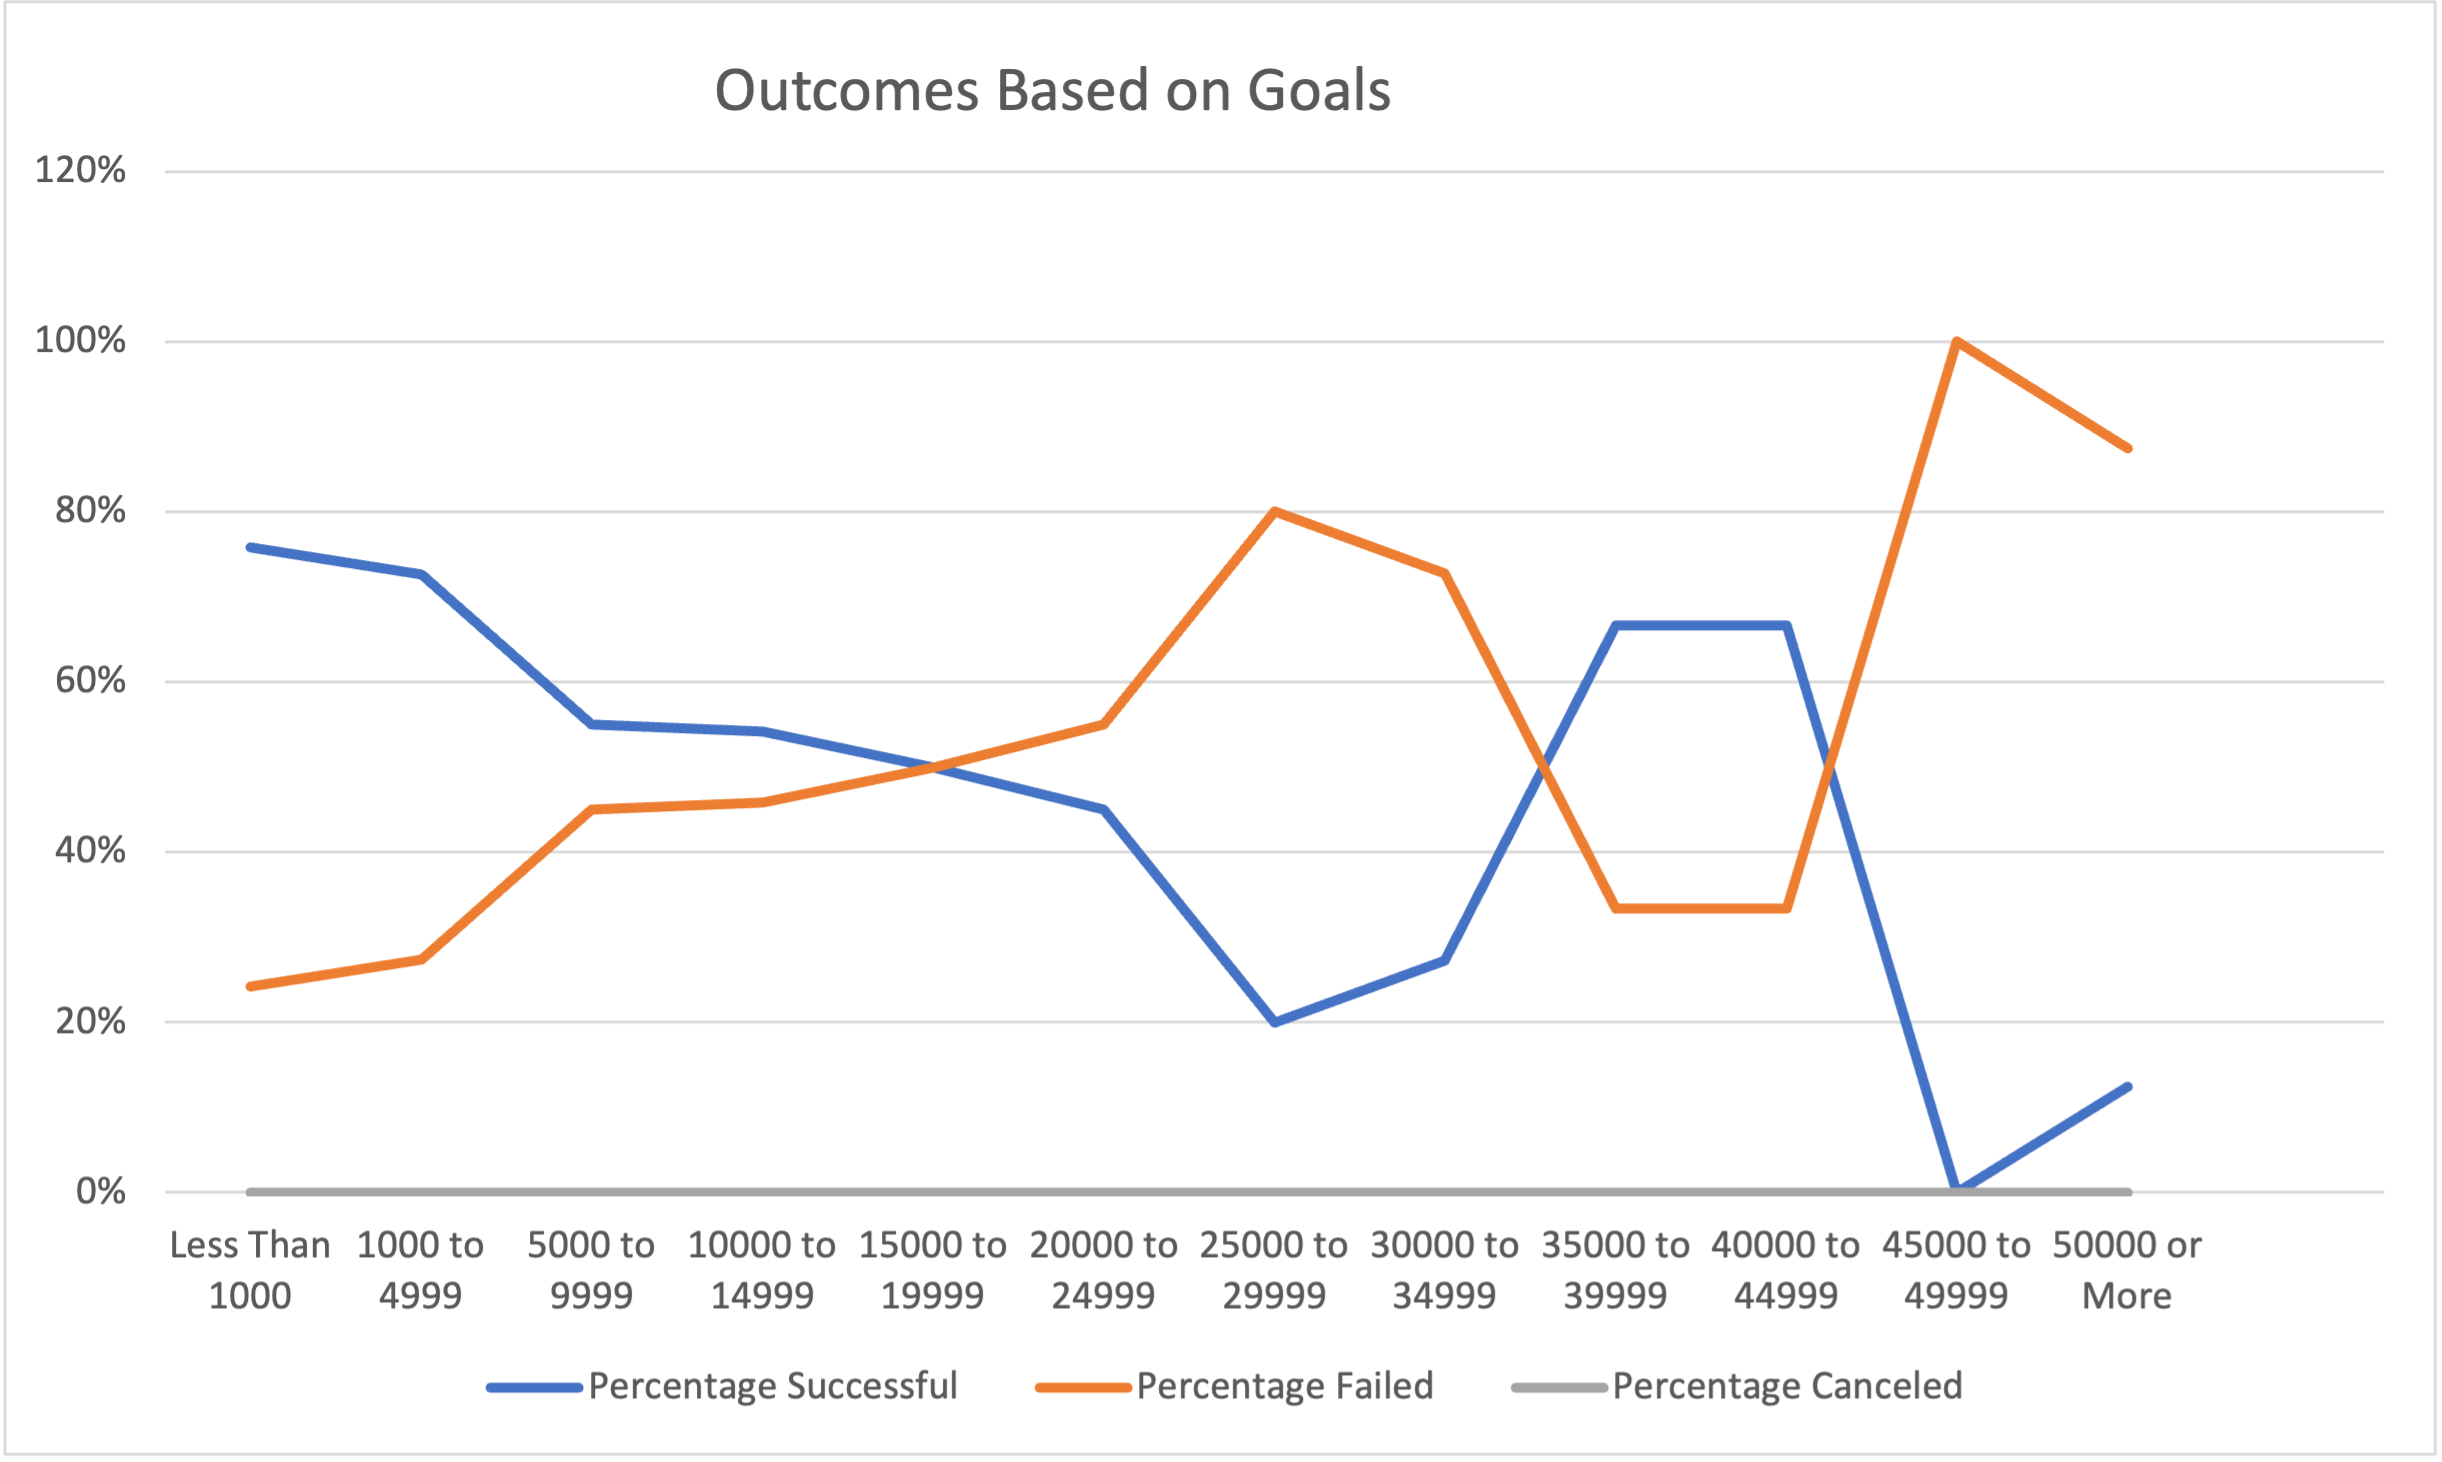 Outcomes Based on Goals
120%
100%
80%
60%
40%
20%
0%
Less Than 1000 to 5000 to 10000 to 15000 to 20000 to 25000 to 30000 to 35000 to 40000 to 45000 to 50000 or
1000 4999 9999 14999 19999 24999 29999 34999 39999 44999 49999 More
Percentage Successful Percentage Failed Percentage Canceled